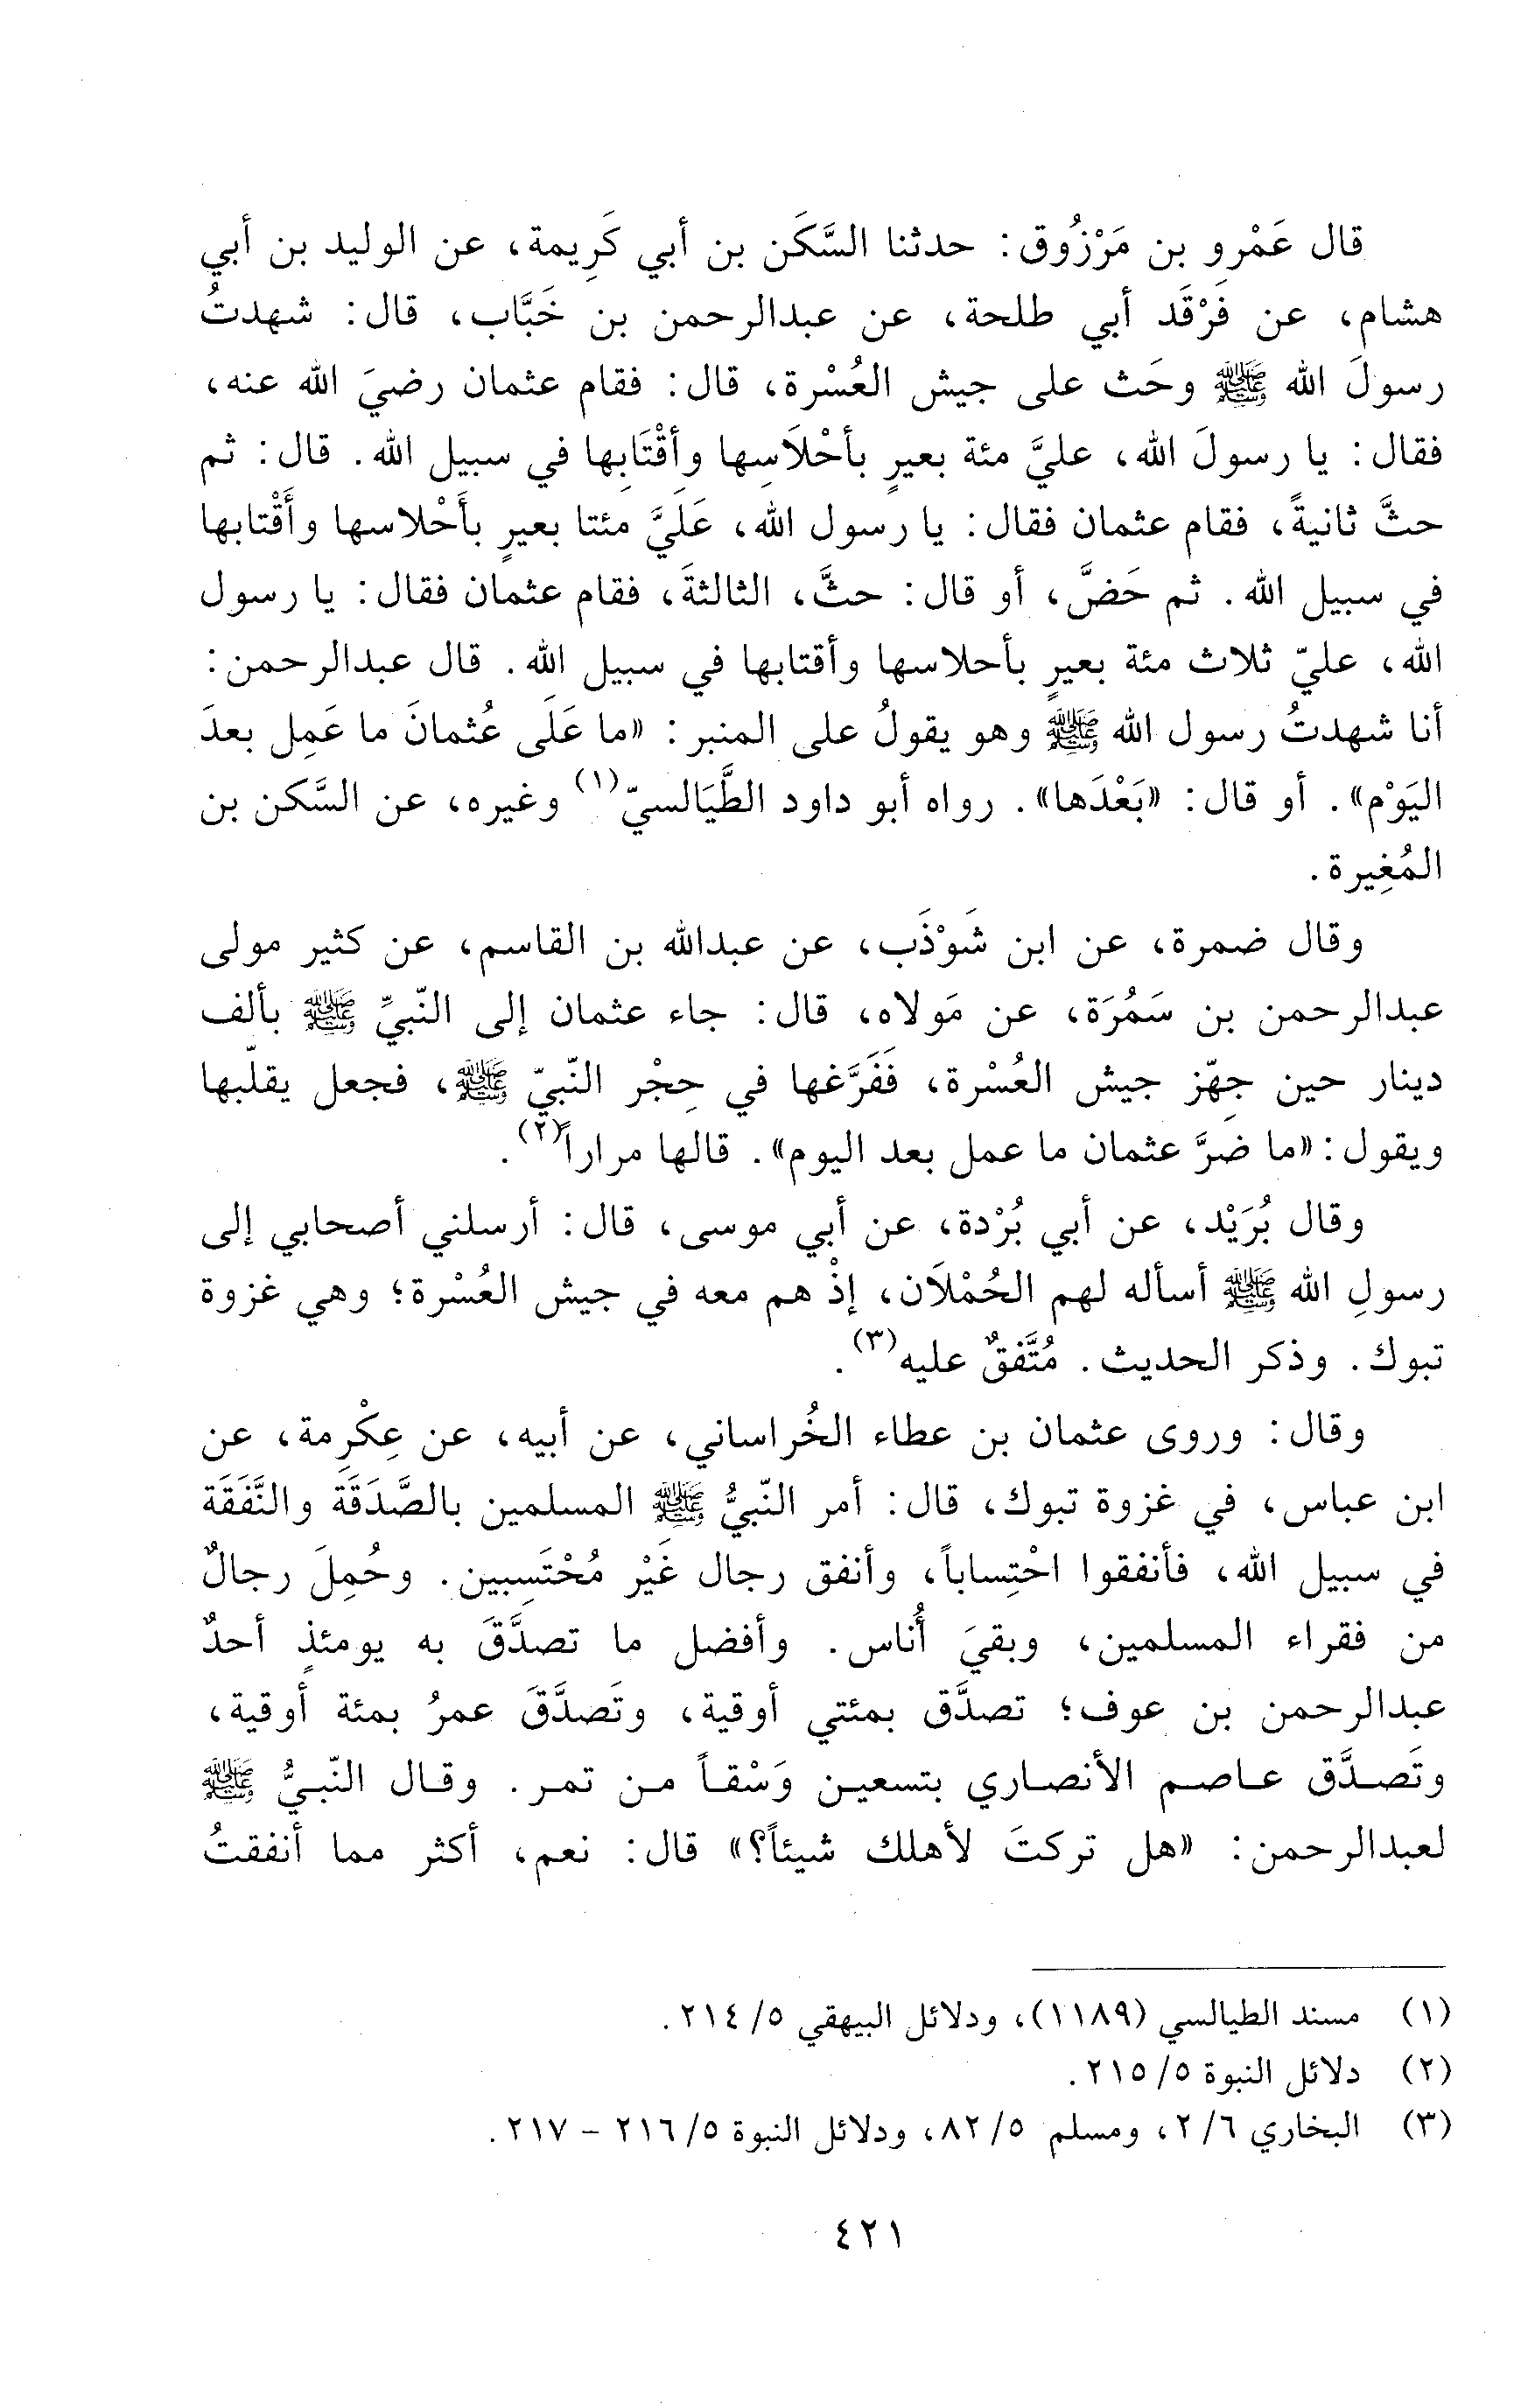 قال عَمْرو بن مَرْزُوق: حدثنا السَّكَن بن أبي كَرِيمة، عن الوليد بن أبي
هشام، عن فَرْقَد أبي طلحة، عن عبدالرحمن بن خَبَّاب، قال: شهدتُ
رسولَ الله ﷺ وحَث على جيش العُسْرة، قال: فقام عثمان رضيَ الله عنه،
فقال: يا رسولَ الله، عليَّ مئة بعيرٍ بأحْلَاسِها وأقْتَابِها في سبيل الله. قال: ثم
حثَّ ثانيةً، فقام عثمان فقال: يا رسول الله، عَلَيَّ مئتا بعيرٍ بأَحْلاسها وأَقْتابها
في سبيل الله. ثم حَضَّ، أو قال: حثَّ، الثالثةَ، فقام عثمان فقال: يا رسول
الله، عليّ ثلاث مئة بعيرٍ بأحلاسها وأقتابها في سبيل الله. قال عبدالرحمن:
أنا شهدتُ رسول الله ﷺ وهو يقولُ على المنبر: «ما عَلَى عُثمانَ ما عَمِل بعدَ
اليَوْم». أو قال: «بَعْدَها». رواه أبو داود الطَّيَالسيّ(١) وغيره، عن السَّكن بن
المُغِيرة.
وقال ضمرة، عن ابن شَوْذَب، عن عبدالله بن القاسم، عن كثير مولى
عبدالرحمن بن سَمُرَة، عن مَولاه، قال: جاء عثمان إلى النّبيِّ ﷺ بألف
دينار حين جهّز جيش العُسْرة، فَفَرَّغها في حِجْر النّبيّ ﷺ، فجعل يقلّبها
ويقول: «ما ضَرَّ عثمان ما عمل بعد اليوم». قالها مراراً(٢).
وقال بُرَيْد، عن أبي بُرْدة، عن أبي موسى، قال: أرسلني أصحابي إلى
رسولِ الله ﷺ أسأله لهم الحُمْلَان، إذْ هم معه في جيش العُسْرة؛ وهي غزوة
تبوك. وذكر الحديث. مُتَّفقٌ عليه(٣).
وقال: وروى عثمان بن عطاء الخُراساني، عن أبيه، عن عِكْرِمة، عن
ابن عباس، في غزوة تبوك، قال: أمر النّبيُّ ﷺ المسلمين بالصَّدَقَة والنَّفَقَة
في سبيل الله، فأنفقوا احْتِساباً، وأنفق رجال غَيْر مُحْتَسِبين. وحُمِلَ رجالٌ
من فقراء المسلمين، وبقيَ أُناس. وأفضل ما تصدَّقَ به يومئذٍ أحدٌ
عبدالرحمن بن عوف؛ تصدَّق بمئتي أوقية، وتَصدَّقَ عمرُ بمئة أوقية،
وتَصدَّق عاصم الأنصاري بتسعين وَسْقاً من تمر. وقال النّبيُّ ﷺ
لعبدالرحمن: «هل تركتَ لأهلك شيئاً؟» قال: نعم، أكثر مما أنفقتُ
(١) مسند الطيالسي (١١٨٩)، ودلائل البيهقي ٥/ ٢١٤.
(٢) دلائل النبوة ٥/ ٢١٥.
(٣) البخاري ٦/ ٢، ومسلم ٥/ ٨٢، ودلائل النبوة ٥/ ٢١٦ - ٢١٧.
٤٢١